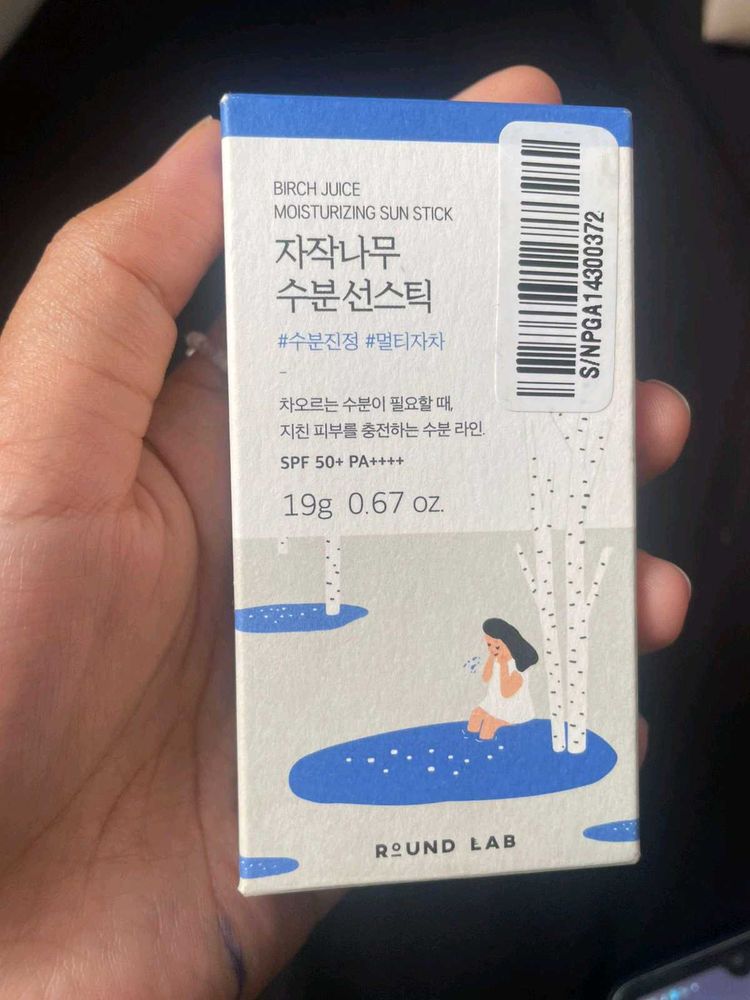 BIRCH JUICE
MOISTURIZING SUN STICK
자작나무
수분선스틱
#수분진정 #멀티자차
-
차오르는 수분이 필요할 때,
지친 피부를 충전하는 수분 라인.
SPF 50+ PA++++
19g 0.67 oz.
ROUND LAB
S/NPGA14300372